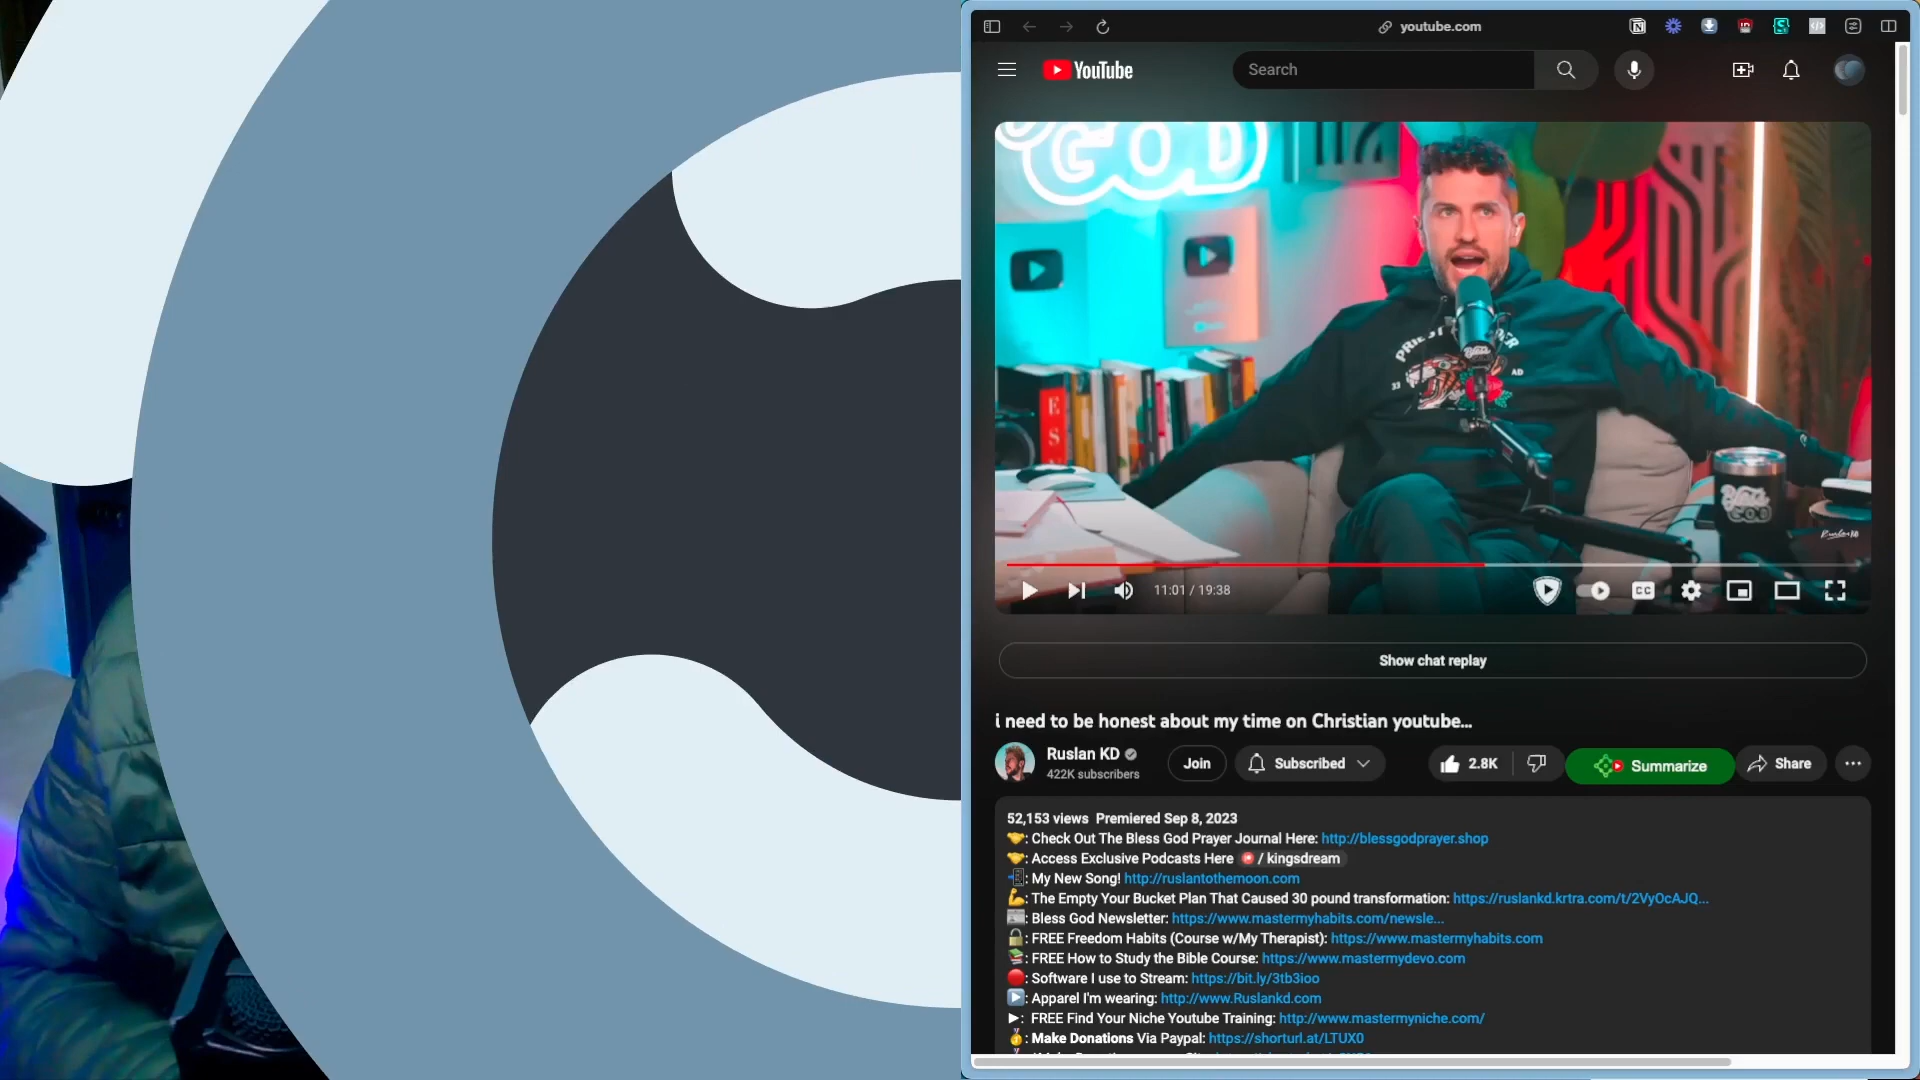 youtube.com
YouTube
Search
GOD
PRIEST
33
AD
11:01 / 19:38
CC
Show chat replay
i need to be honest about my time on Christian youtube...
Ruslan KD
422K subscribers
Join
Subscribed
2.8K
Summarize
Share
52,153 views Premiered Sep 8, 2023
: Check Out The Bless God Prayer Journal Here: http://blessgodprayer.shop
: Access Exclusive Podcasts Here / kingsdream
: My New Song! http://ruslantothemoon.com
: The Empty Your Bucket Plan That Caused 30 pound transformation: https://ruslankd.krtra.com/t/2VyOcAJQ...
: Bless God Newsletter: https://www.mastermyhabits.com/newsle...
: FREE Freedom Habits (Course w/My Therapist): https://www.mastermyhabits.com
: FREE How to Study the Bible Course: https://www.mastermydevo.com
: Software I use to Stream: https://bit.ly/3tb3ioo
: Apparel I'm wearing: http://www.Ruslankd.com
: FREE Find Your Niche Youtube Training: http://www.mastermyniche.com/
: Make Donations Via Paypal: https://shorturl.at/LTUX0